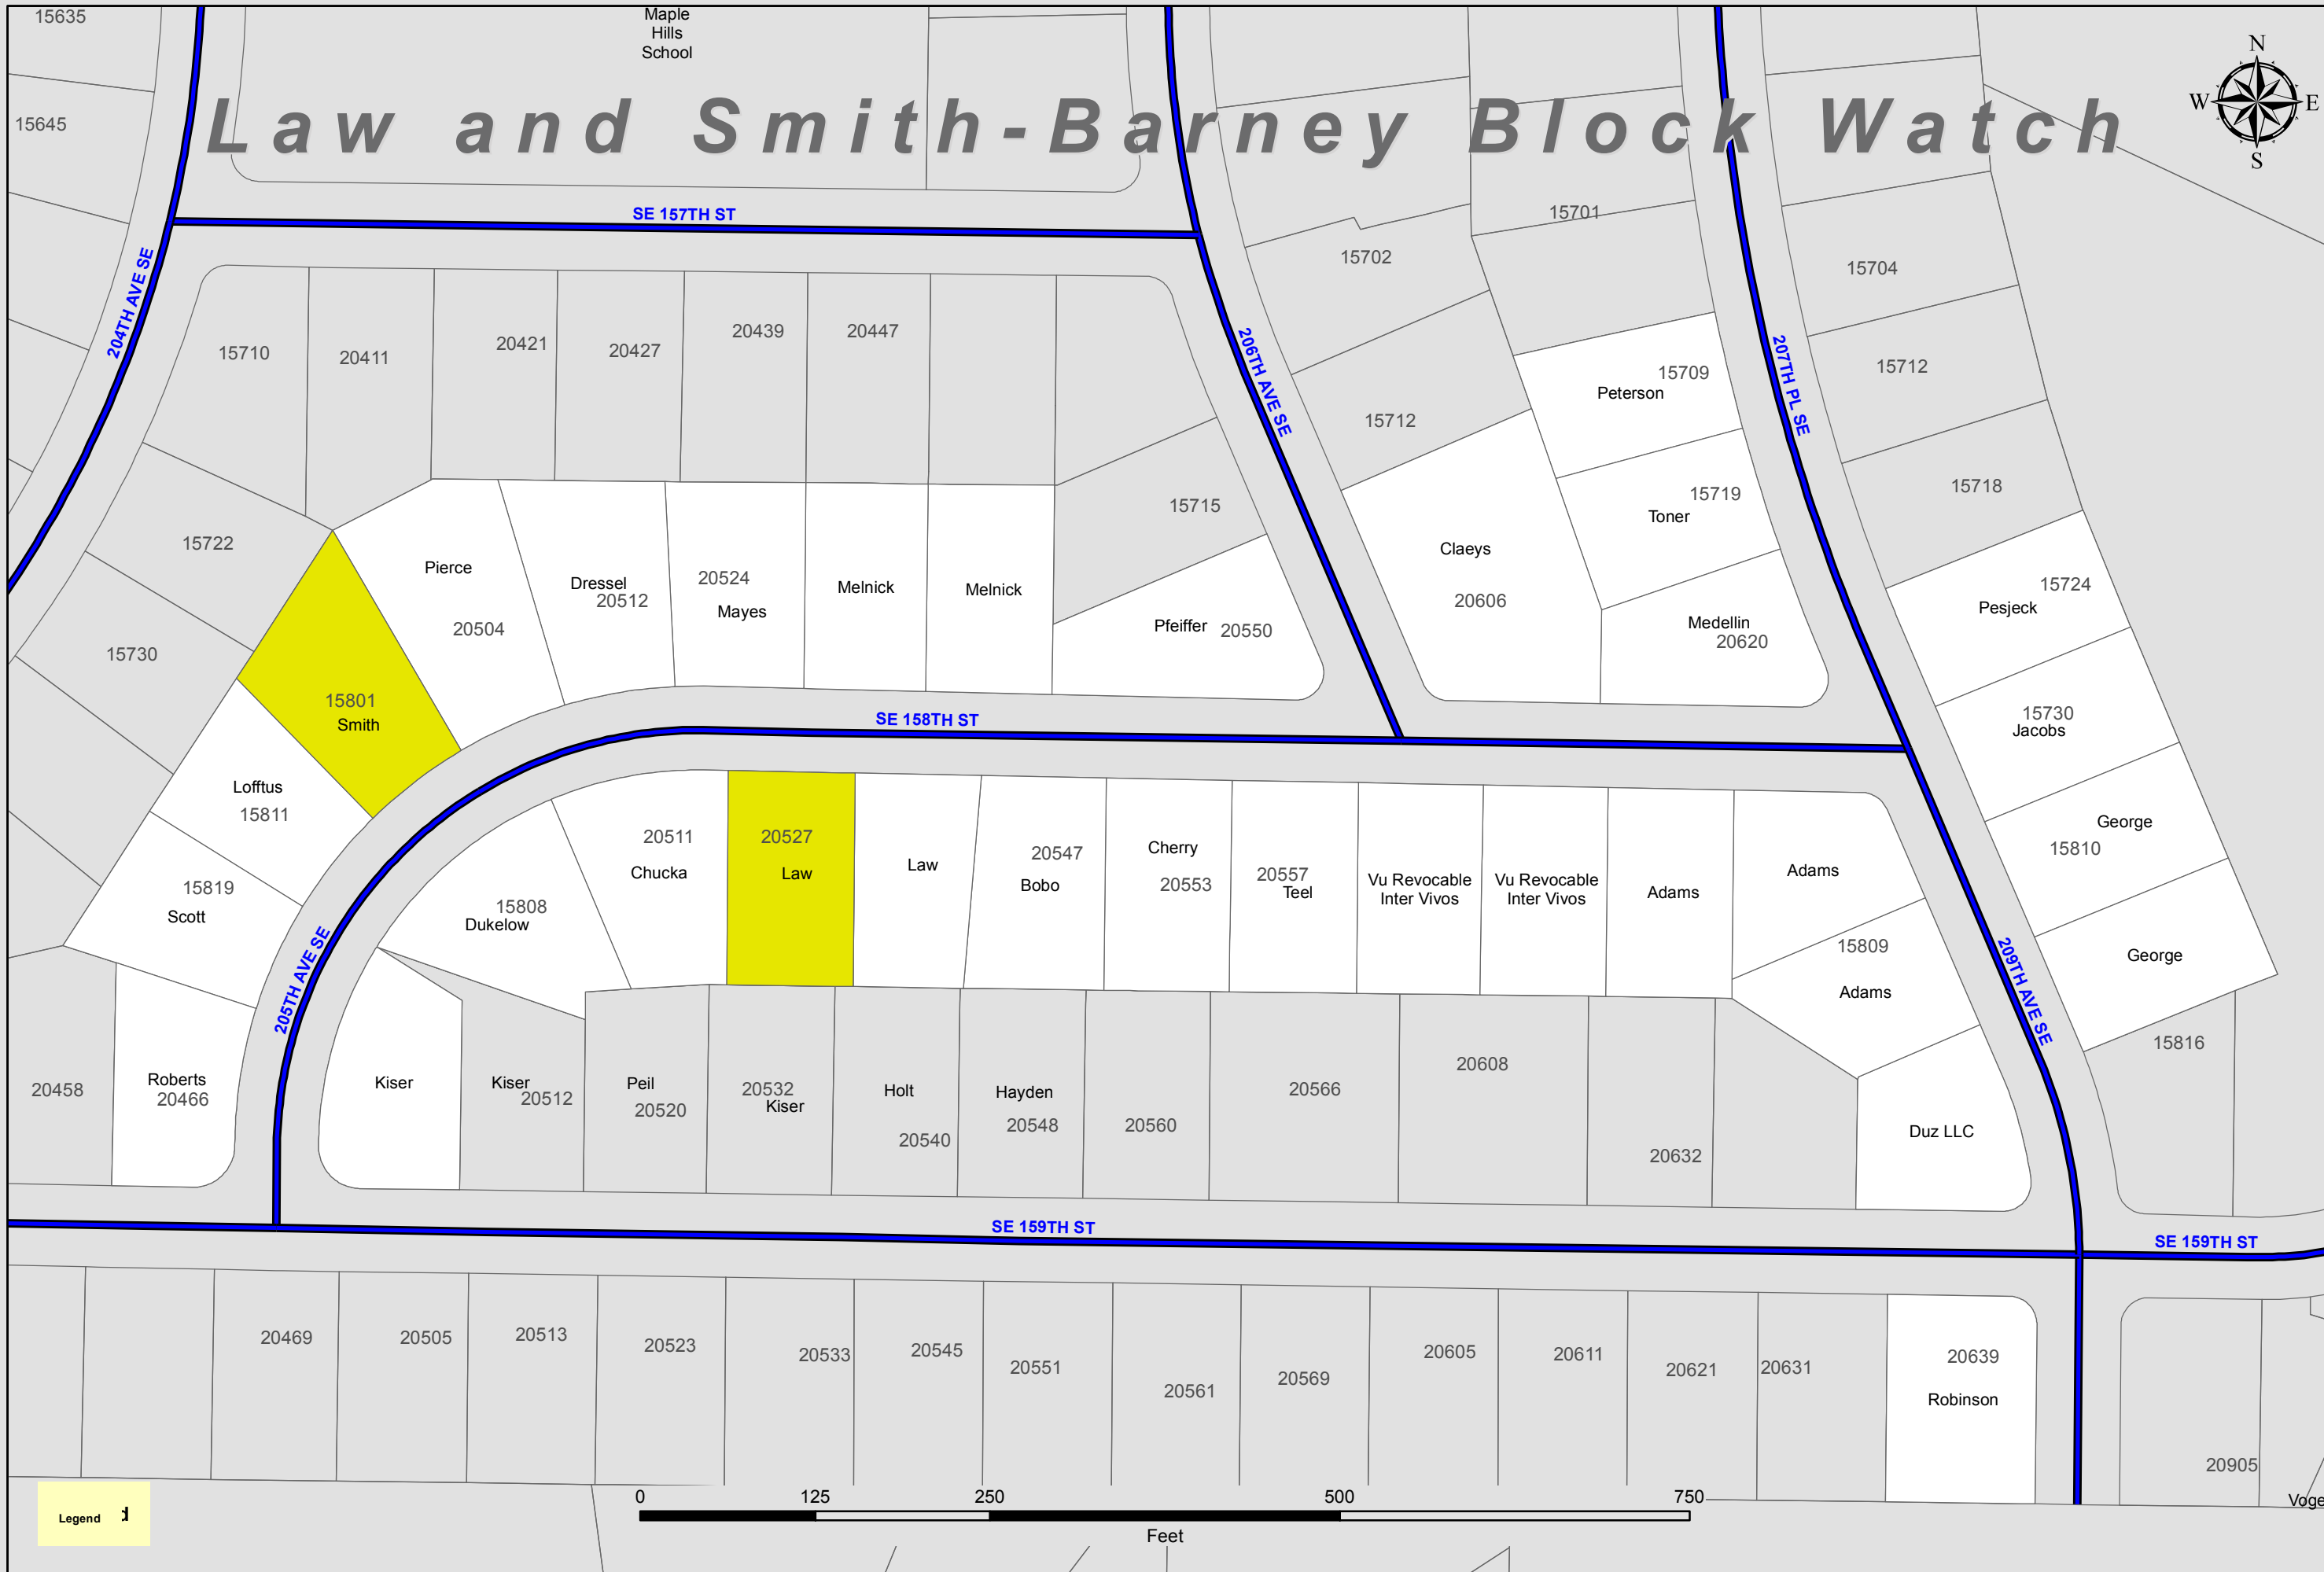 15635
Maple
Hills
School
N
W E
S
15645
Law and Smith-Barney Block Watch
SE 157TH ST
15701
15702
15704
204TH AVE SE
206TH AVE SE
207TH PL SE
15710
20411
20421
20427
20439
20447
15712
15709
Peterson
15712
15722
15715
15719
Toner
15718
15730
Pierce
20504
Dressel
20512
20524
Mayes
Melnick
Melnick
Pfeiffer 20550
Claeys
20606
Medellin
20620
15724
Pesjeck
15801
Smith
SE 158TH ST
15730
Jacobs
Lofftus
15811
20511
Chucka
20527
Law
Law
20547
Bobo
Cherry
20553
20557
Teel
Vu Revocable
Inter Vivos
Vu Revocable
Inter Vivos
Adams
Adams
George
15810
15819
Scott
15808
Dukelow
15809
Adams
George
205TH AVE SE
209TH AVE SE
20458
Roberts
20466
Kiser
Kiser
20512
Peil
20520
20532
Kiser
Holt
20540
Hayden
20548
20560
20566
20608
20632
Duz LLC
15816
SE 159TH ST
SE 159TH ST
20469
20505
20513
20523
20533
20545
20551
20561
20569
20605
20611
20621
20631
20639
Robinson
20905
Legend
0 125 250 500 750
Feet
Voge